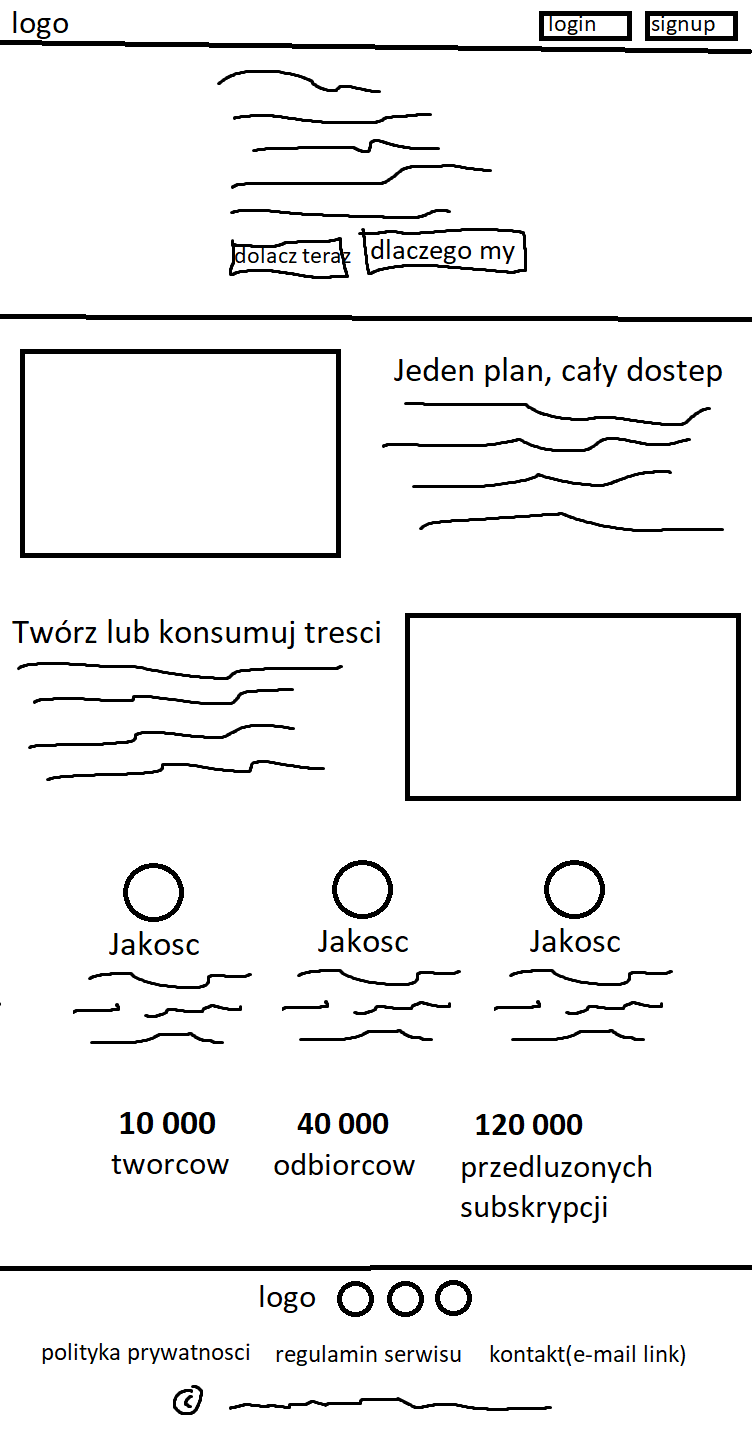 logo
login
signup
dolacz teraz
dlaczego my
Jeden plan, cały dostep
Twórz lub konsumuj tresci
Jakosc
Jakosc
Jakosc
10 000
40 000
120 000
tworcow
odbiorcow
przedluzonych
subskrypcji
logo
polityka prywatnosci
regulamin serwisu
kontakt(e-mail link)
©